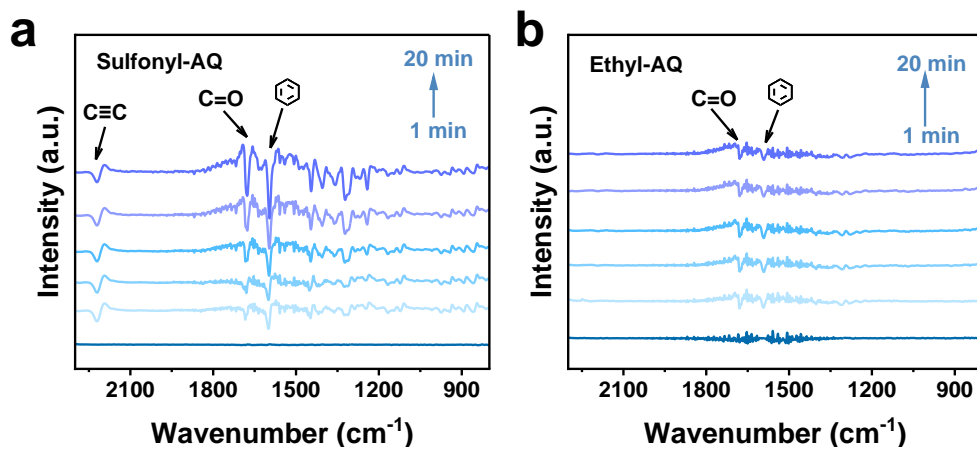 a
Sulfonyl-AQ
20 min
1 min
C≡C
C=O
Intensity (a.u.)
2100 1800 1500 1200 900
Wavenumber (cm⁻¹)
b
Ethyl-AQ
20 min
1 min
C=O
Intensity (a.u.)
2100 1800 1500 1200 900
Wavenumber (cm⁻¹)